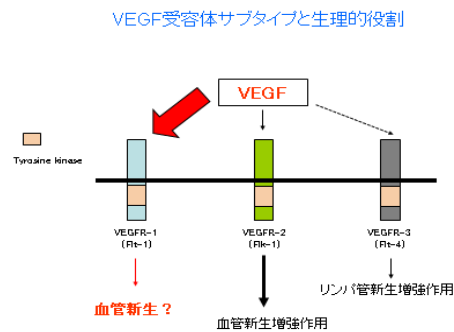 VEGF受容体サブタイプと生理的役割
VEGF
Tyrosine kinase
VEGFR-1
(Flt-1)
VEGFR-2
(Flk-1)
VEGFR-3
(Flt-4)
血管新生？
血管新生増強作用
リンパ管新生増強作用